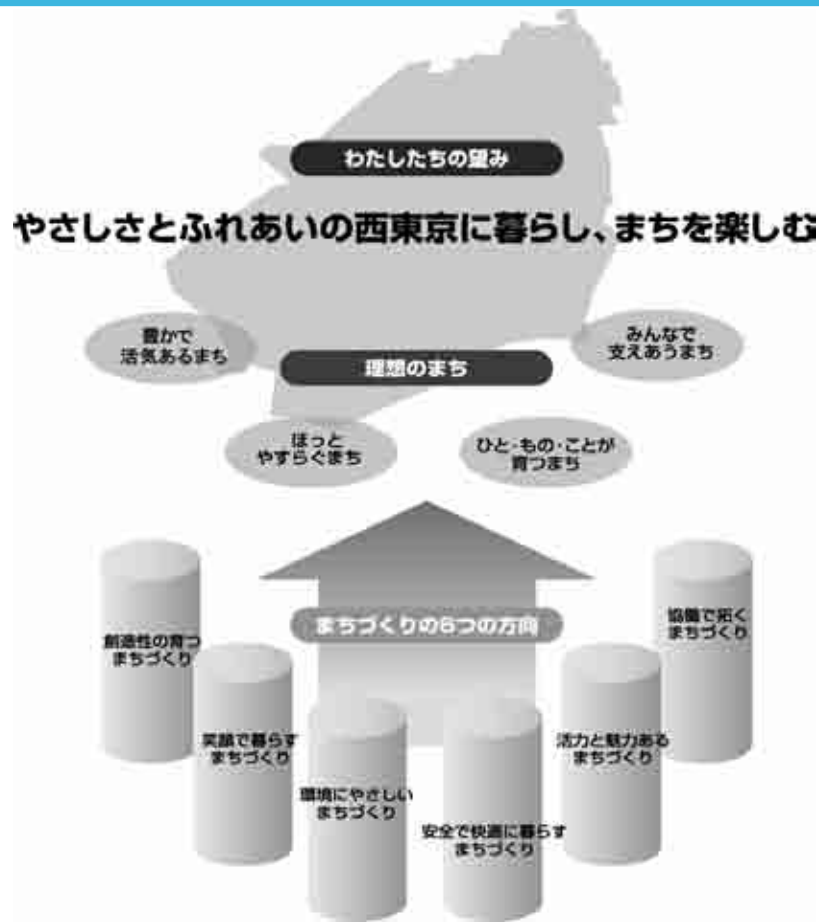 わたしたちの望み
やさしさとふれあいの西東京に暮らし、まちを楽しむ
豊かで
活気あるまち
みんなで
支えあうまち
理想のまち
ほっと
やすらぐまち
ひと・もの・ことが
育つまち
まちづくりの6つの方向
創造性の育つ
まちづくり
笑顔で暮らす
まちづくり
環境にやさしい
まちづくり
安全で快適に暮らす
まちづくり
活力と魅力ある
まちづくり
協働で拓く
まちづくり